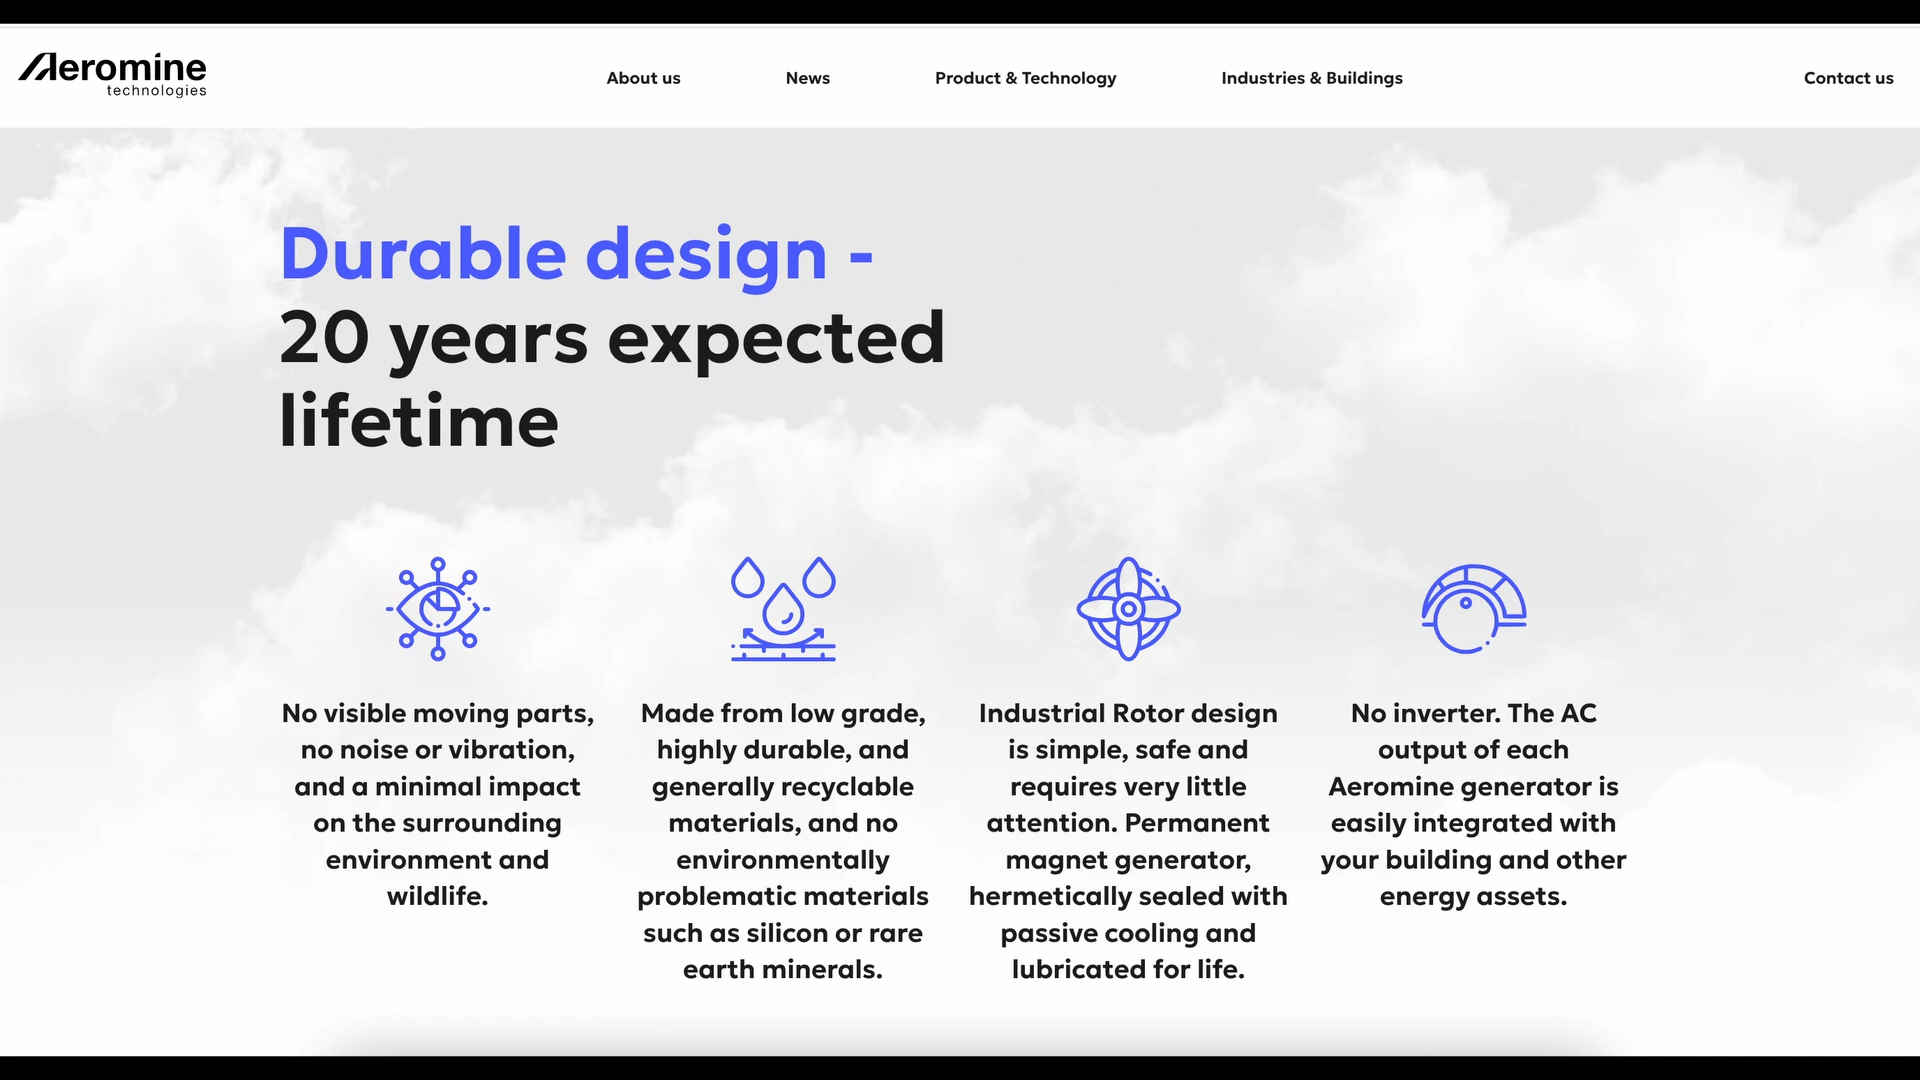 Aeromine
technologies
About us
News
Product & Technology
Industries & Buildings
Contact us
Durable design -
20 years expected
lifetime
No visible moving parts,
no noise or vibration,
and a minimal impact
on the surrounding
environment and
wildlife.
Made from low grade,
highly durable, and
generally recyclable
materials, and no
environmentally
problematic materials
such as silicon or rare
earth minerals.
Industrial Rotor design
is simple, safe and
requires very little
attention. Permanent
magnet generator,
hermetically sealed with
passive cooling and
lubricated for life.
No inverter. The AC
output of each
Aeromine generator is
easily integrated with
your building and other
energy assets.